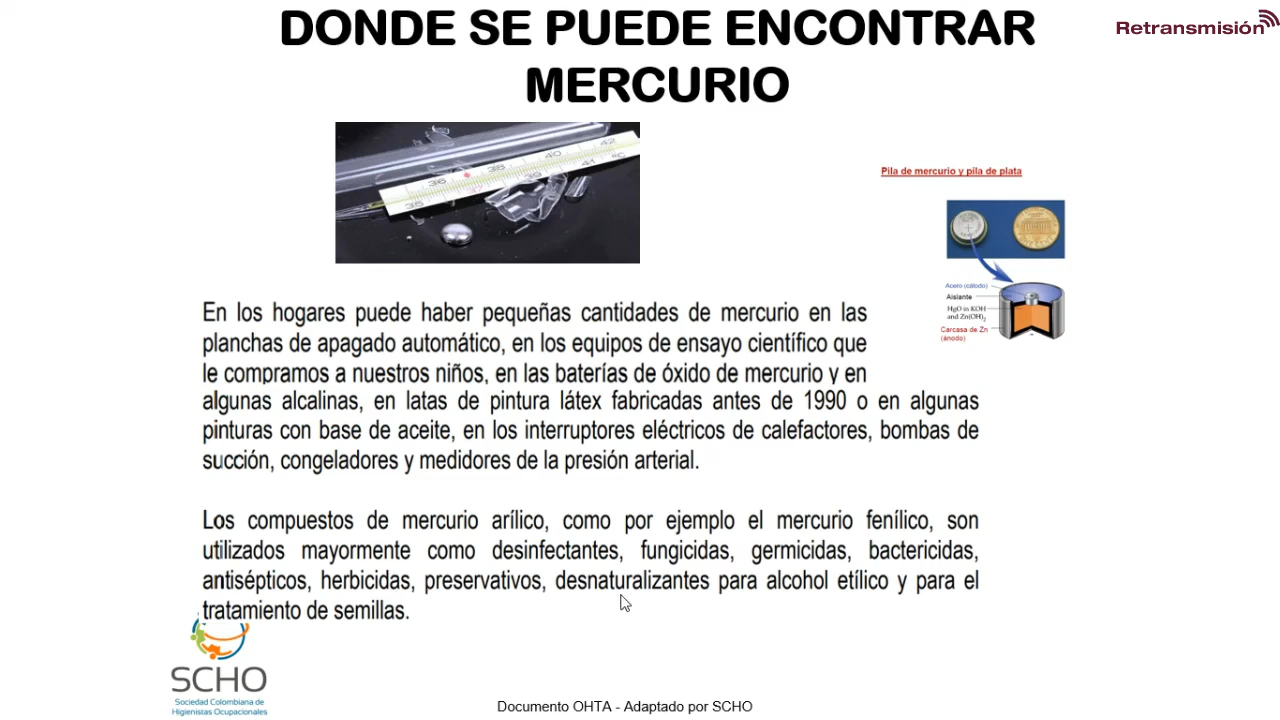 DONDE SE PUEDE ENCONTRAR
MERCURIO
Retransmisión
35 36 38 39 40 41 42 °C
Pila de mercurio y pila de plata
Acero (cátodo)
Aislante
HgO in KOH
and Zn(OH)2
Carcasa de Zn
(ánodo)
En los hogares puede haber pequeñas cantidades de mercurio en las
planchas de apagado automático, en los equipos de ensayo científico que
le compramos a nuestros niños, en las baterías de óxido de mercurio y en
algunas alcalinas, en latas de pintura látex fabricadas antes de 1990 o en algunas
pinturas con base de aceite, en los interruptores eléctricos de calefactores, bombas de
succión, congeladores y medidores de la presión arterial.
Los compuestos de mercurio arílico, como por ejemplo el mercurio fenílico, son
utilizados mayormente como desinfectantes, fungicidas, germicidas, bactericidas,
antisépticos, herbicidas, preservativos, desnaturalizantes para alcohol etílico y para el
tratamiento de semillas.
SCHO
Sociedad Colombiana de
Higienistas Ocupacionales
Documento OHTA - Adaptado por SCHO